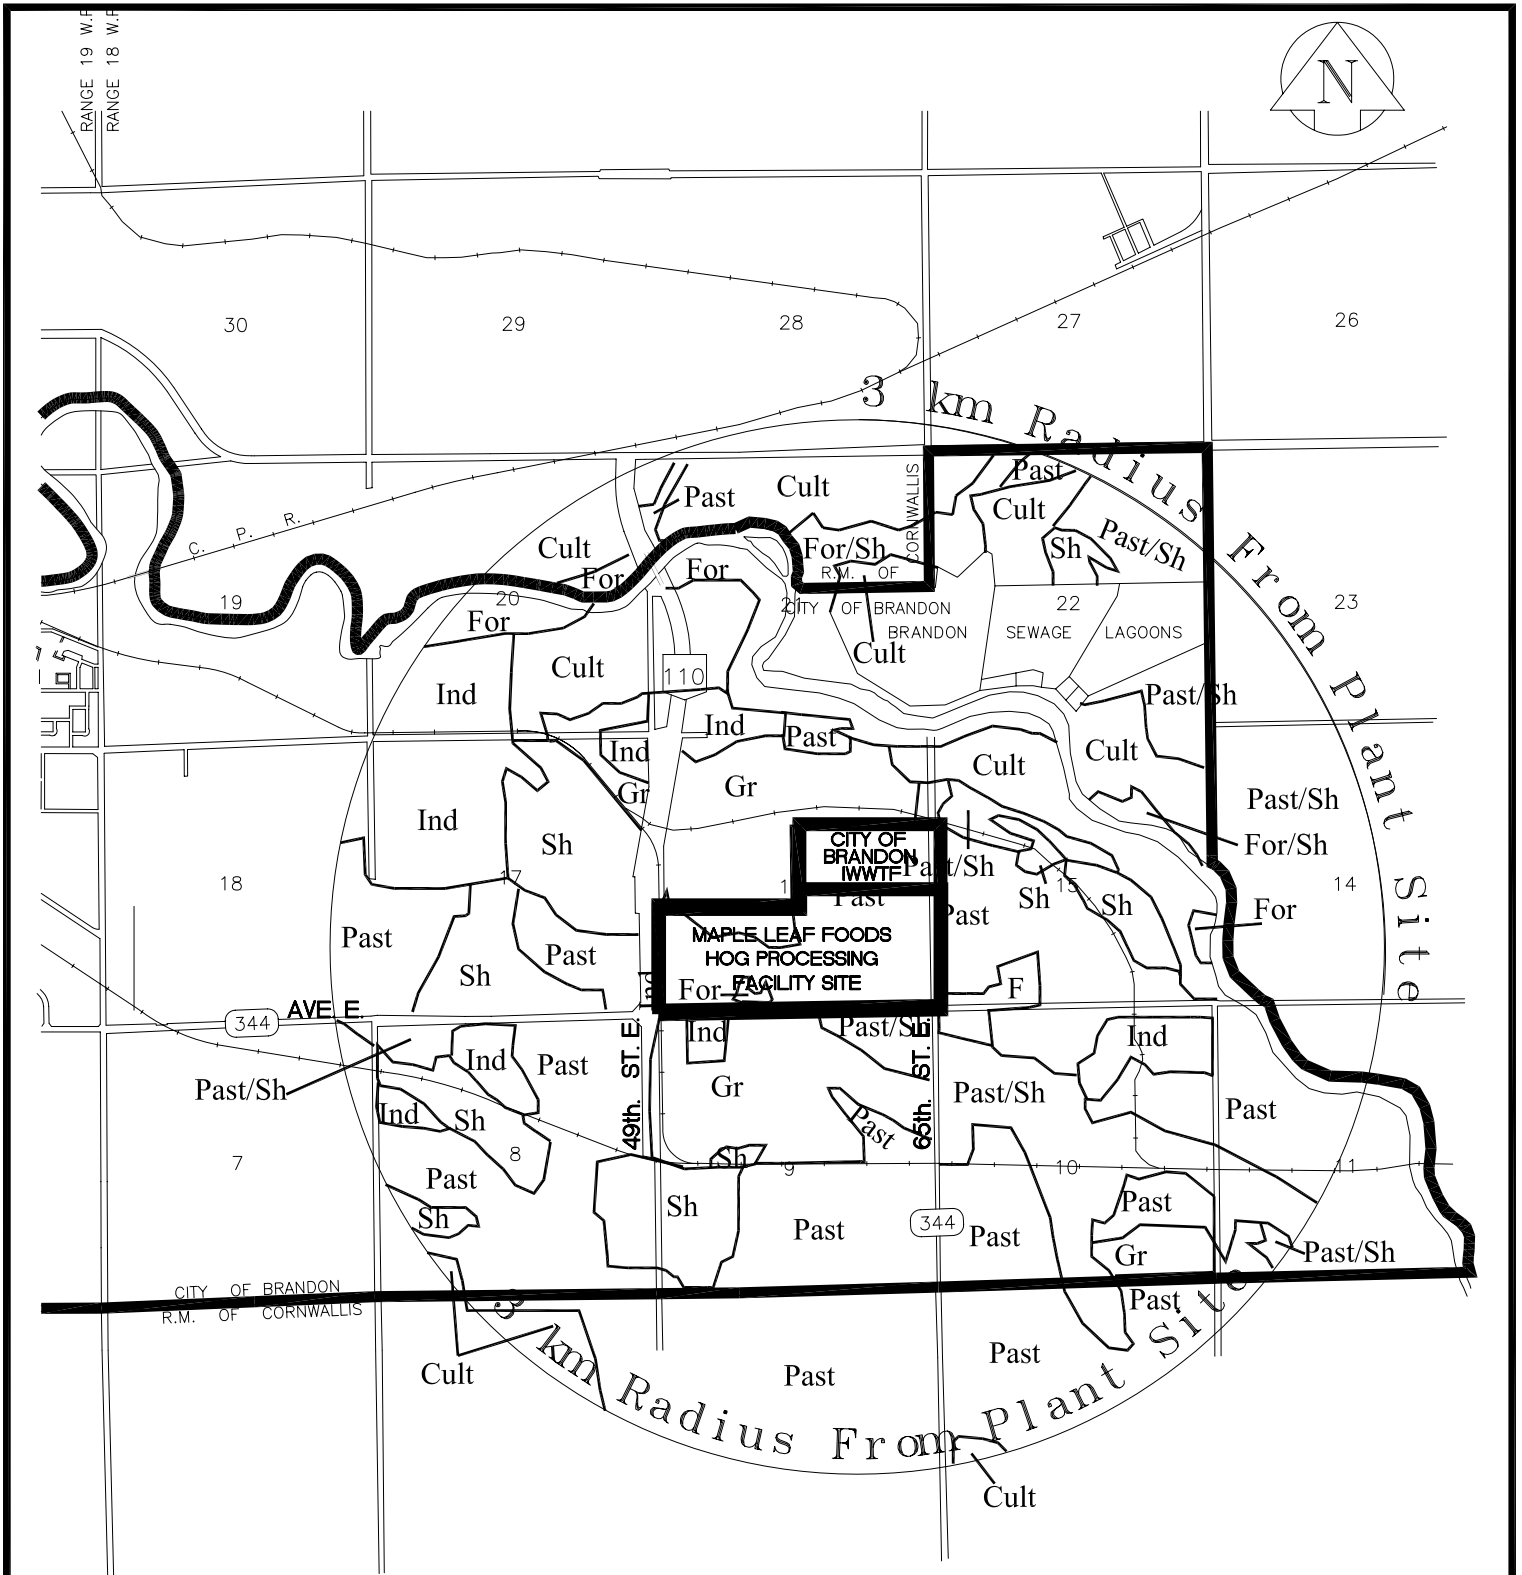 RANGE 19 W.P
RANGE 18 W.P
N
30
29
28
27
26
3 km Radius From Plant Site
C. P. R.
Past
Cult
CORNWALLIS
Past
Cult
Past/Sh
Sh
Cult
For/Sh
For
For
R.M. OF
19
20
21
CITY OF BRANDON
22
23
For
BRANDON SEWAGE LAGOONS
Cult
Cult
110
Ind
Past/Sh
Ind
Past
Ind
Cult
Cult
Gr
Gr
Past/Sh
Ind
Sh
CITY OF
BRANDON
IWWTF
For/Sh
Past/Sh
18
17
1
15
14
Past
Sh
Sh
Past
For
Past
MAPLE LEAF FOODS
HOG PROCESSING
FACILITY SITE
Past
Sh
For
Ind
F
AVE E.
344
49th. ST. E.
65th. ST. E.
Ind
Past/Sh
Ind
Ind
Past
Past/Sh
Gr
Past/Sh
Past
Ind
Sh
Past
7
8
Sh
9
10
11
Past
Sh
Past
Sh
Past
344
Past
Gr
Past/Sh
CITY OF BRANDON
R.M. OF CORNWALLIS
Past
3 km Radius From Plant Site
Cult
Past
Past
Cult